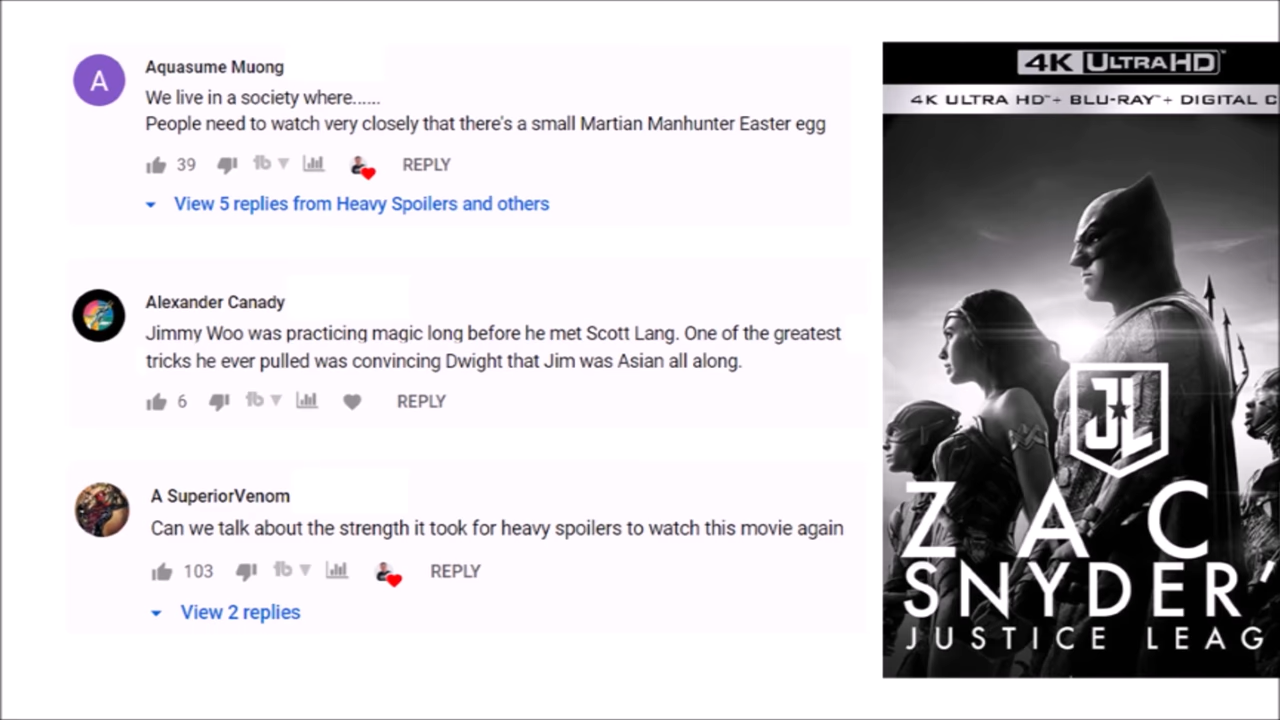 A
Aquasume Muong
We live in a society where......
People need to watch very closely that there's a small Martian Manhunter Easter egg
39
REPLY
View 5 replies from Heavy Spoilers and others
Alexander Canady
Jimmy Woo was practicing magic long before he met Scott Lang. One of the greatest
tricks he ever pulled was convincing Dwight that Jim was Asian all along.
6
REPLY
A SuperiorVenom
Can we talk about the strength it took for heavy spoilers to watch this movie again
103
REPLY
View 2 replies
4K ULTRA HD™
4K ULTRA HD™+ BLU-RAY™+ DIGITAL C
JL
ZAC
SNYDER'
JUSTICE LEAG